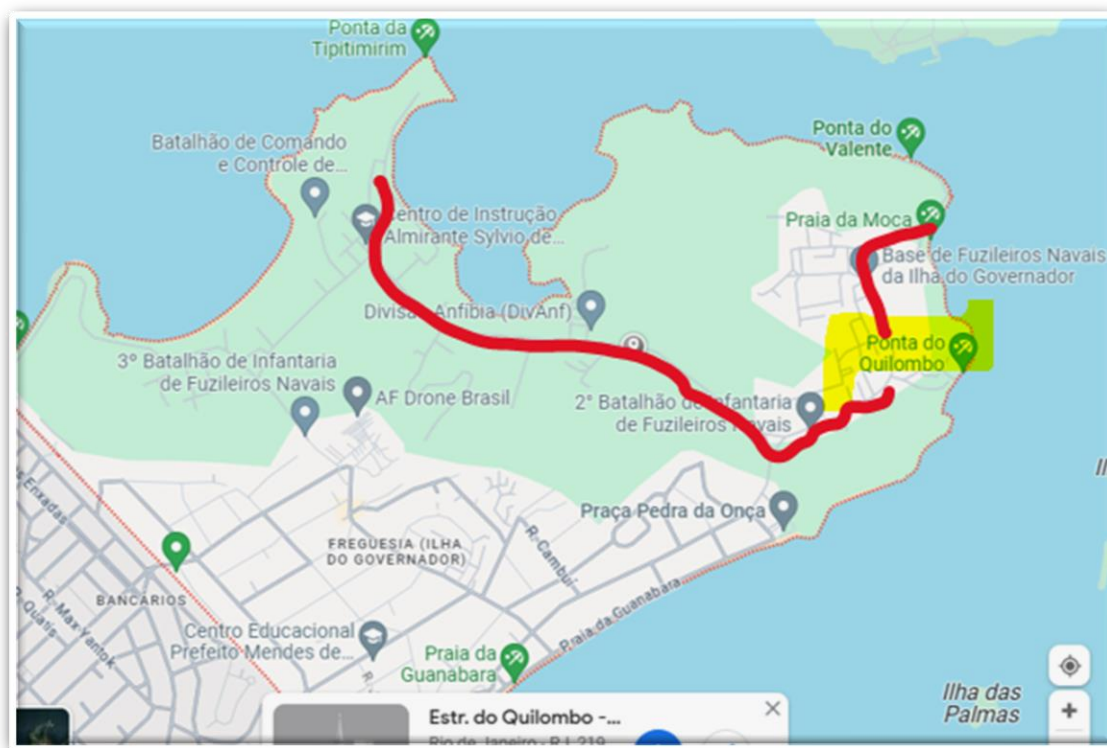 Ponta da
Tipitimirim
Batalhão de Comando
e Controle de...
Ponta do
Valente
Centro de Instrução
Almirante Sylvio de...
Praia da Moca
Base de Fuzileiros Navais
da Ilha do Governador
Divisão Anfíbia (DivAnf)
Ponta do
Quilombo
3º Batalhão de Infantaria
de Fuzileiros Navais
AF Drone Brasil
2º Batalhão de Infantaria
de Fuzileiros Navais
Praça Pedra da Onça
R. Cambuí
FREGUESIA (ILHA
DO GOVERNADOR)
BANCÁRIOS
R. Max Yantok
R. Quatis
Praia da Guanabara
Centro Educacional
Prefeito Mendes de...
Praia da
Guanabara
Ilha das
Palmas
Estr. do Quilombo -...